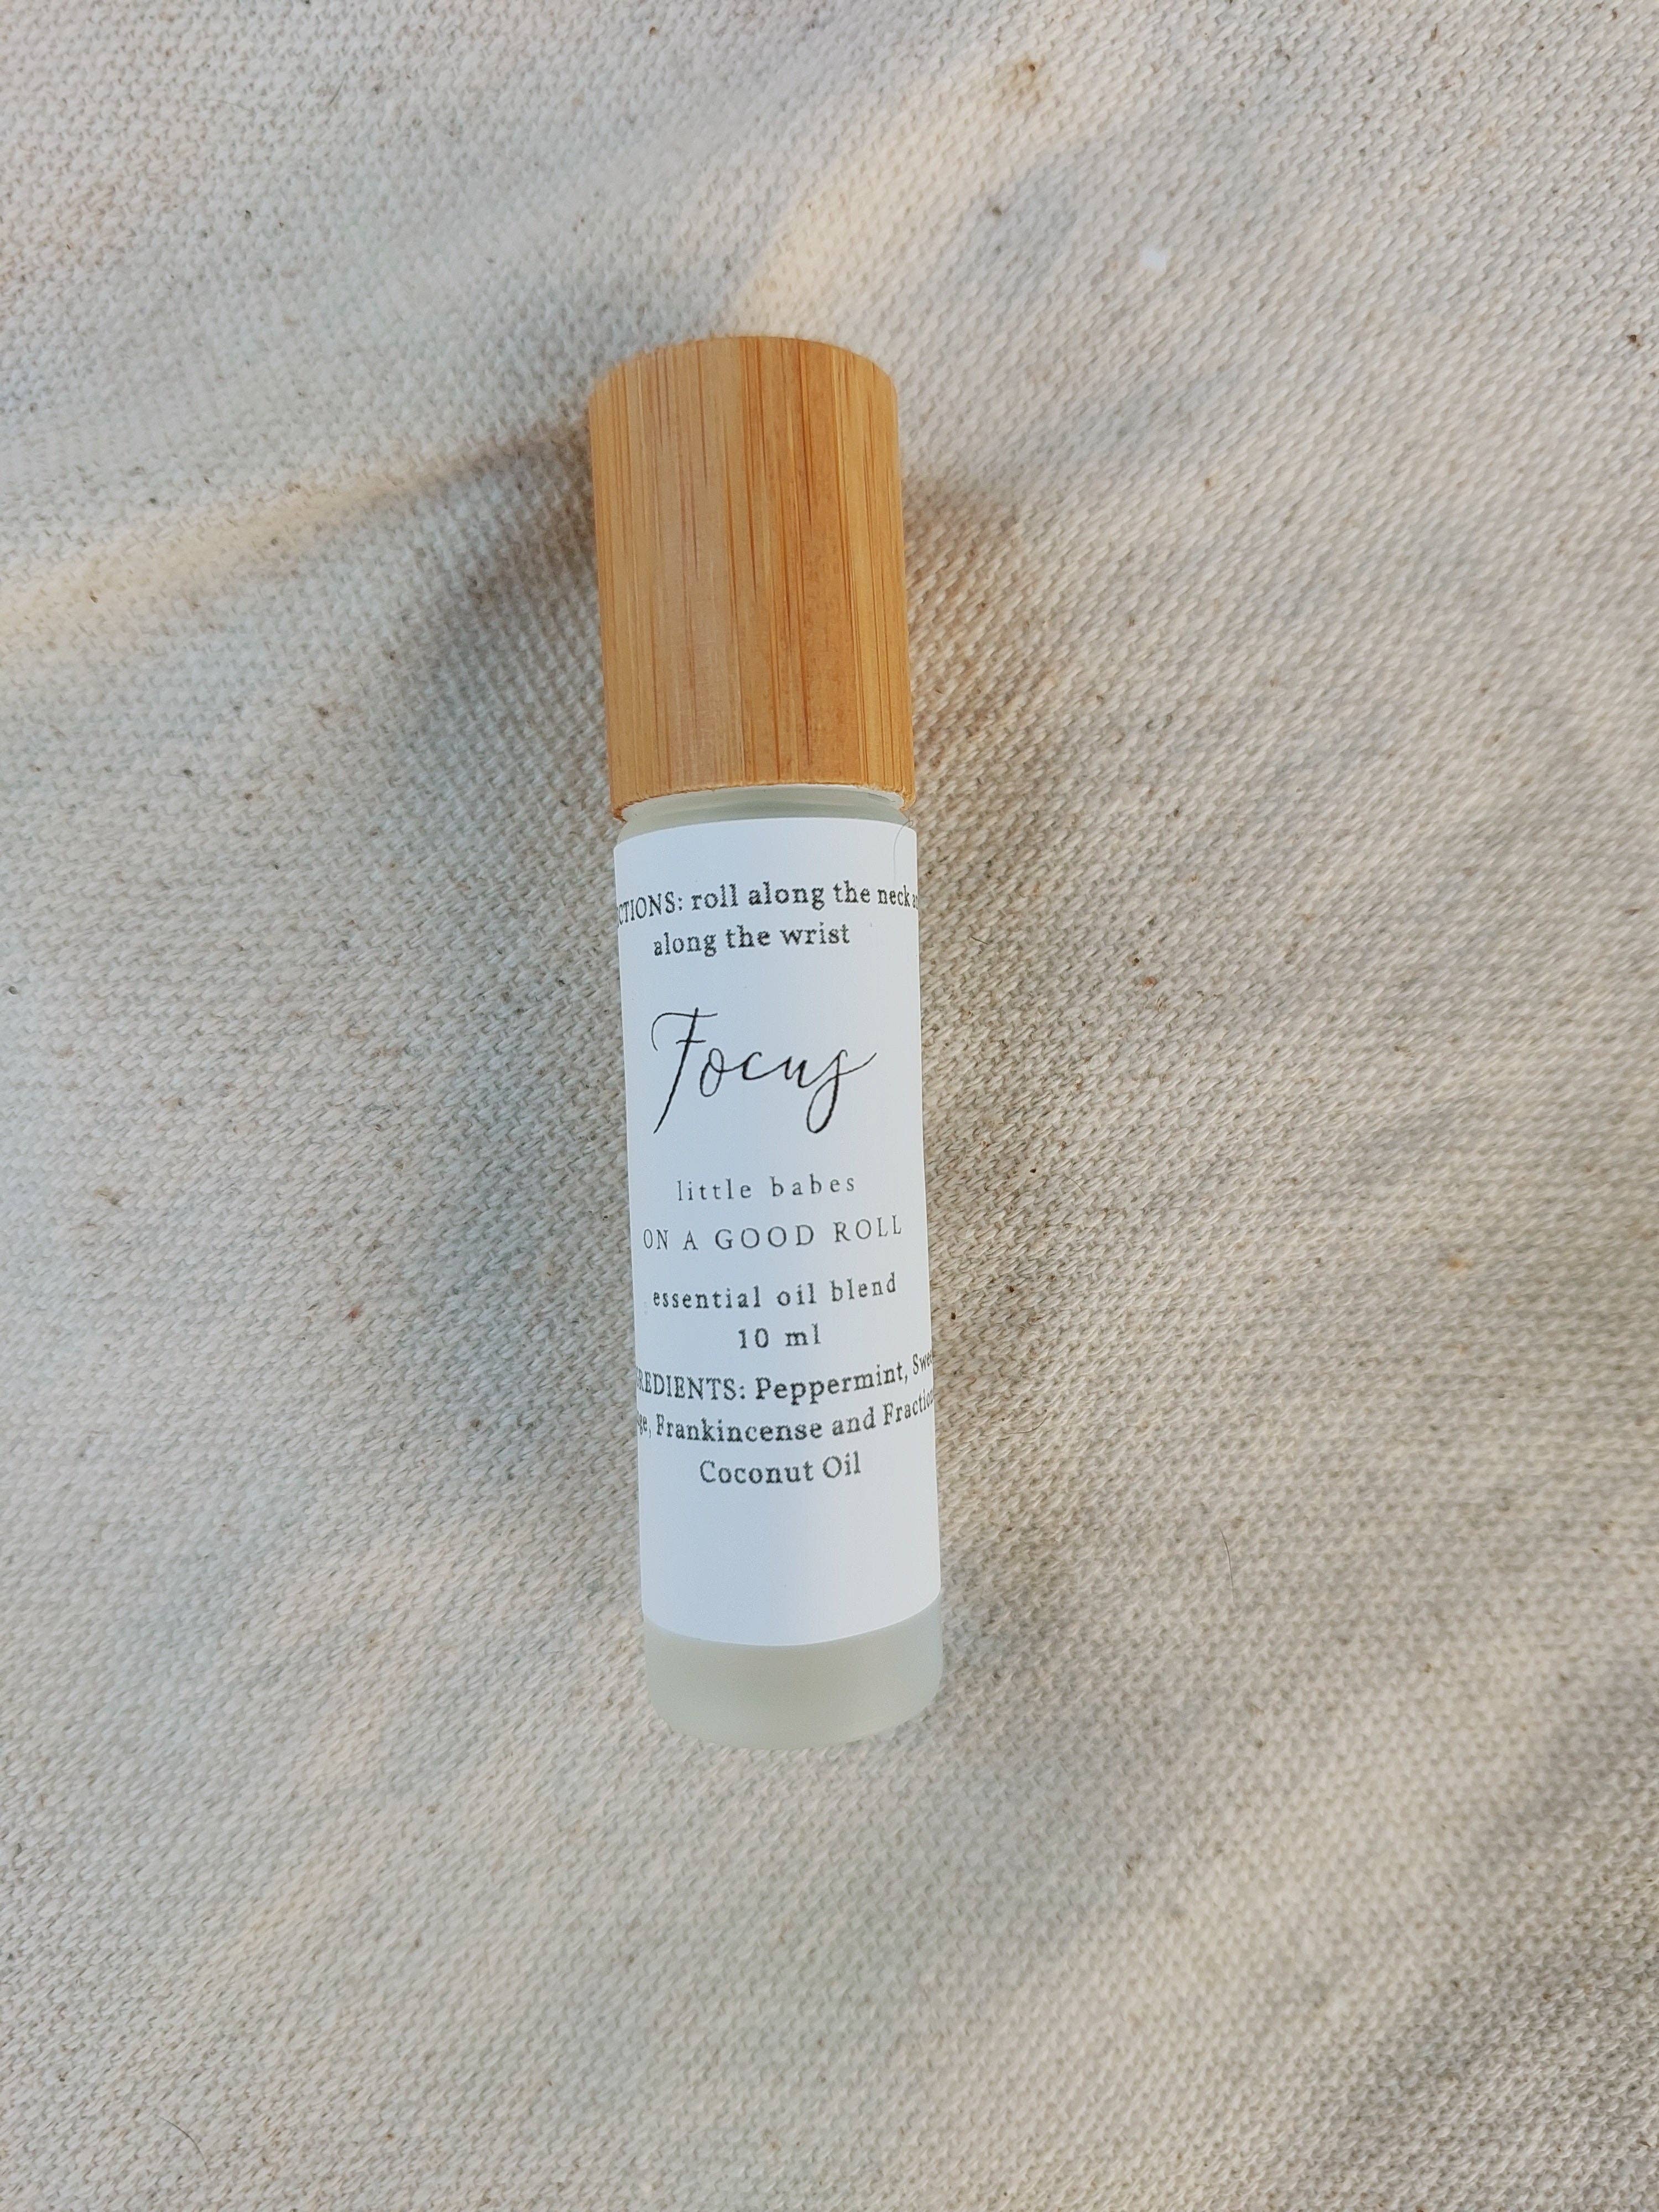 CTIONS: roll along the neck
along the wrist
Focus
little babes
ON A GOOD ROLL
essential oil blend
10 ml
REDIENTS: Peppermint, Swe
ge, Frankincense and Fractio
Coconut Oil